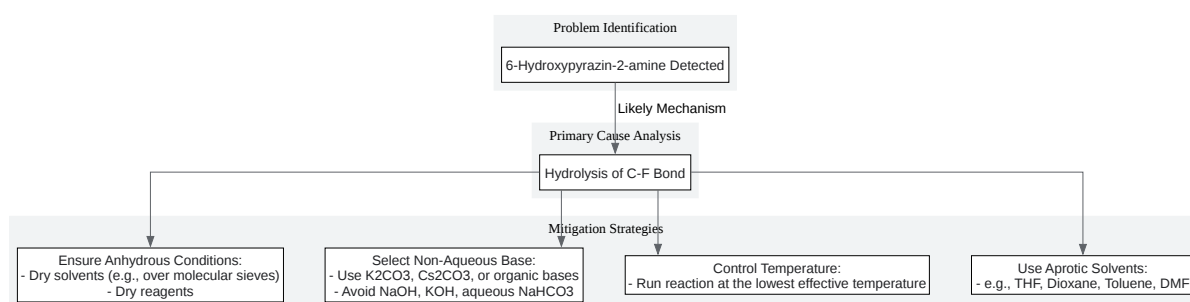 Problem Identification
6-Hydroxypyrazin-2-amine Detected
Likely Mechanism
Primary Cause Analysis
Hydrolysis of C-F Bond
Mitigation Strategies
Ensure Anhydrous Conditions:
- Dry solvents (e.g., over molecular sieves)
- Dry reagents
Select Non-Aqueous Base:
- Use K2CO3, Cs2CO3, or organic bases
- Avoid NaOH, KOH, aqueous NaHCO3
Control Temperature:
- Run reaction at the lowest effective temperature
Use Aprotic Solvents:
- e.g., THF, Dioxane, Toluene, DMF